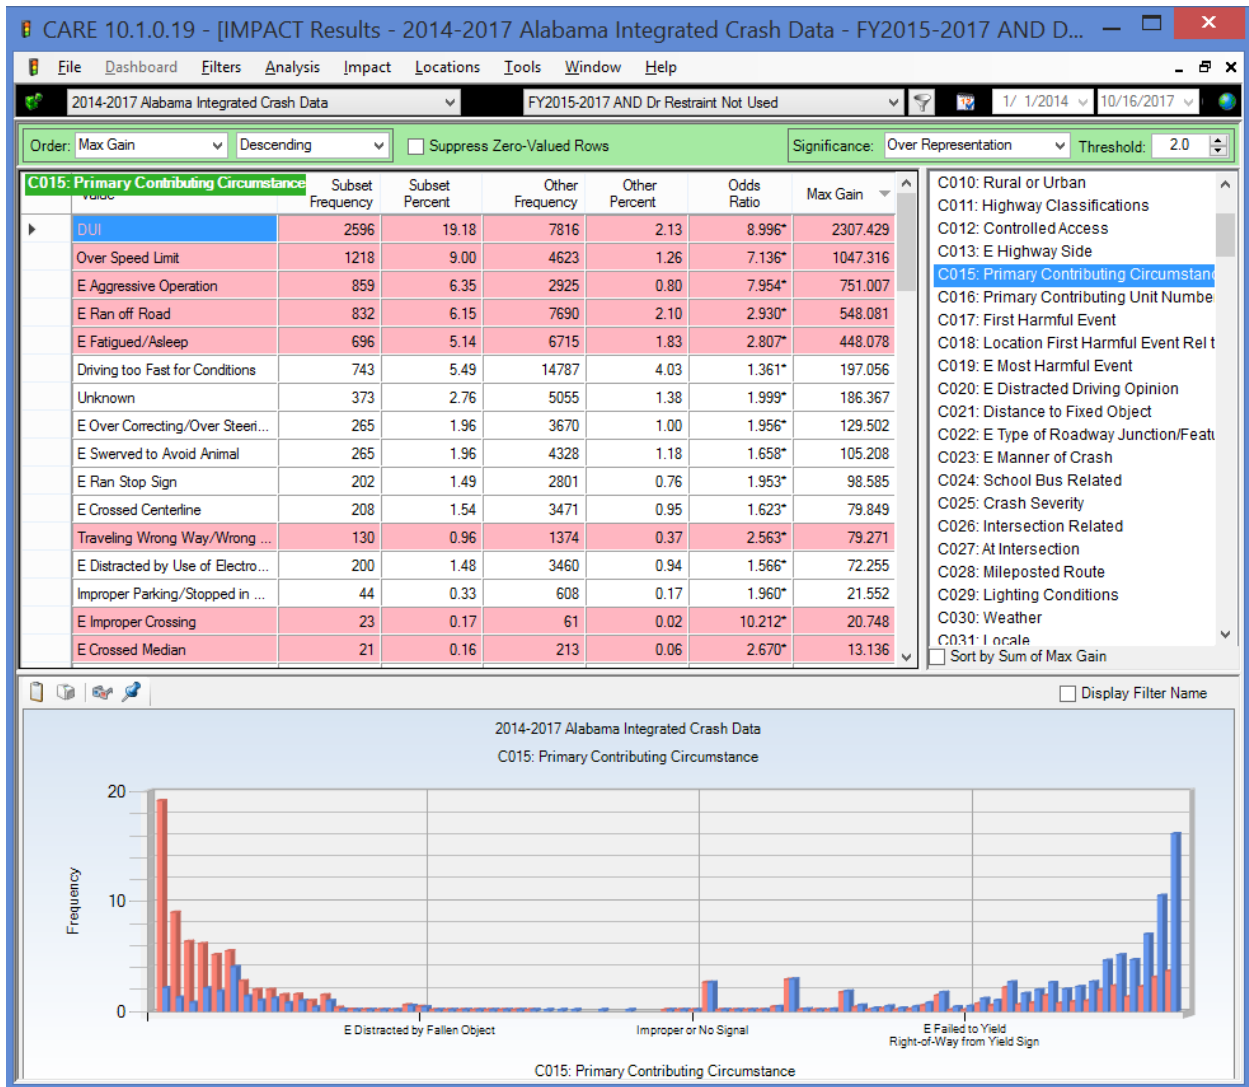 CARE 10.1.0.19 - [IMPACT Results - 2014-2017 Alabama Integrated Crash Data - FY2015-2017 AND D...
File Dashboard Filters Analysis Impact Locations Tools Window Help
2014-2017 Alabama Integrated Crash Data FY2015-2017 AND Dr Restraint Not Used 1/ 1/2014 10/16/2017
Order: Max Gain Descending Suppress Zero-Valued Rows Significance: Over Representation Threshold: 2.0
C015: Primary Contributing Circumstance Subset Frequency Subset Percent Other Frequency Other Percent Odds Ratio Max Gain
DUI 2596 19.18 7816 2.13 8.996* 2307.429
Over Speed Limit 1218 9.00 4623 1.26 7.136* 1047.316
E Aggressive Operation 859 6.35 2925 0.80 7.954* 751.007
E Ran off Road 832 6.15 7690 2.10 2.930* 548.081
E Fatigued/Asleep 696 5.14 6715 1.83 2.807* 448.078
Driving too Fast for Conditions 743 5.49 14787 4.03 1.361* 197.056
Unknown 373 2.76 5055 1.38 1.999* 186.367
E Over Correcting/Over Steeri... 265 1.96 3670 1.00 1.956* 129.502
E Swerved to Avoid Animal 265 1.96 4328 1.18 1.658* 105.208
E Ran Stop Sign 202 1.49 2801 0.76 1.953* 98.585
E Crossed Centerline 208 1.54 3471 0.95 1.623* 79.849
Traveling Wrong Way/Wrong ... 130 0.96 1374 0.37 2.563* 79.271
E Distracted by Use of Electro... 200 1.48 3460 0.94 1.566* 72.255
Improper Parking/Stopped in ... 44 0.33 608 0.17 1.960* 21.552
E Improper Crossing 23 0.17 61 0.02 10.212* 20.748
E Crossed Median 21 0.16 213 0.06 2.670* 13.136
C010: Rural or Urban
C011: Highway Classifications
C012: Controlled Access
C013: E Highway Side
C015: Primary Contributing Circumstanc
C016: Primary Contributing Unit Numbe
C017: First Harmful Event
C018: Location First Harmful Event Rel t
C019: E Most Harmful Event
C020: E Distracted Driving Opinion
C021: Distance to Fixed Object
C022: E Type of Roadway Junction/Featu
C023: E Manner of Crash
C024: School Bus Related
C025: Crash Severity
C026: Intersection Related
C027: At Intersection
C028: Mileposted Route
C029: Lighting Conditions
C030: Weather
C031: Locale
Sort by Sum of Max Gain
Display Filter Name
2014-2017 Alabama Integrated Crash Data
C015: Primary Contributing Circumstance
20
10
0
Frequency
E Distracted by Fallen Object
Improper or No Signal
E Failed to Yield
Right-of-Way from Yield Sign
C015: Primary Contributing Circumstance